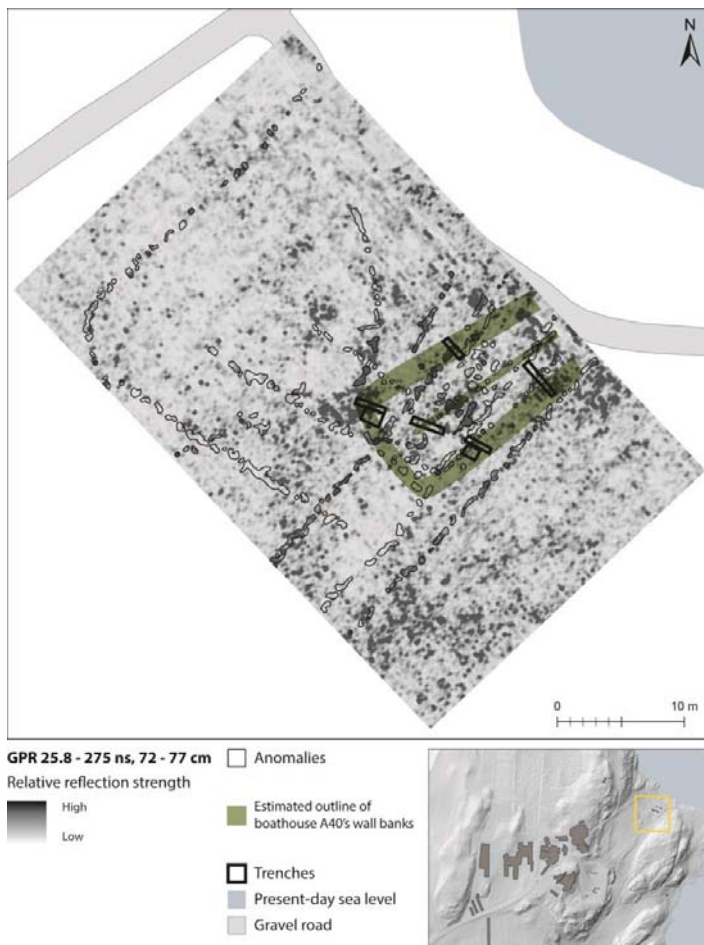 N
0
10 m
GPR 25.8 - 275 ns, 72 - 77 cm
Relative reflection strength
High
Low
Anomalies
Estimated outline of
boathouse A40's wall banks
Trenches
Present-day sea level
Gravel road